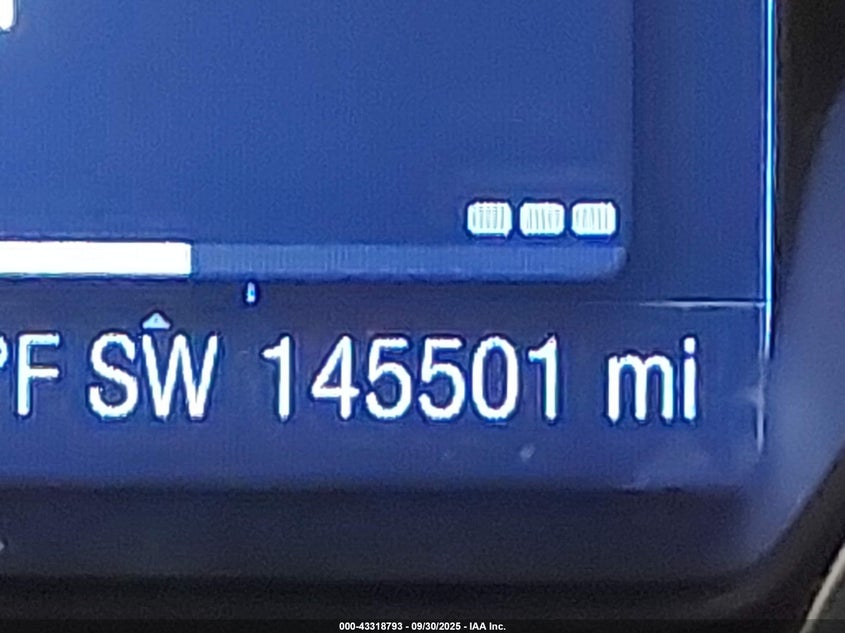 °F SW 145501 mi
000-43318793 - 09/30/2025 - IAA Inc.